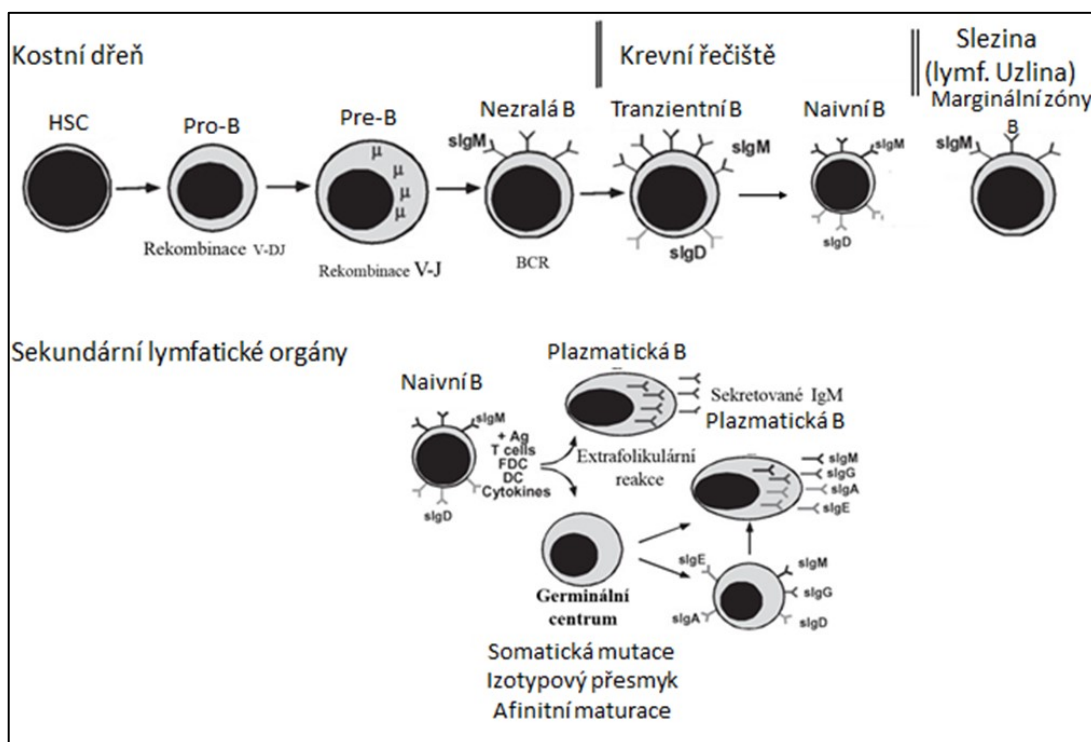 Kostní dřeň
Krevní řečiště
Slezina
(lymf. Uzlina)
Marginální zóny
B
HSC
Pro-B
Pre-B
Nezralá B
Tranzientní B
Naivní B
sIgM
sIgM
sIgM
sIgM
μ
μ
μ
μ
sIgD
sIgD
Rekombinace V-DJ
Rekombinace V-J
BCR
Sekundární lymfatické orgány
Plazmatická B
Naivní B
sIgM
Sekretované IgM
Plazmatická B
+ Ag
T cells
FDC
DC
Cytokines
sIgD
Extrafolikulární
reakce
sIgM
sIgG
sIgA
sIgE
Germinální
centrum
sIgE
sIgA
sIgM
sIgG
sIgD
Somatická mutace
Izotypový přesmyk
Afinitní maturace